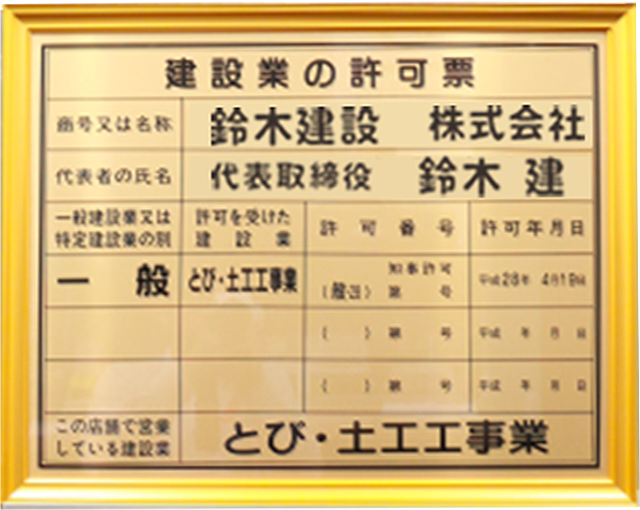 建設業の許可票
商号又は名称 鈴木建設 株式会社
代表者の氏名 代表取締役 鈴木 建
一般建設業又は特定建設業の別 許可を受けた建設業 許可番号 許可年月日
一般 とび・土工工事業 知事許可 (般-28) 第 号 平成28年 4月19日
( ) 第 号 平成 年 月 日
( ) 第 号 平成 年 月 日
この店舗で営業している建設業 とび・土工工事業